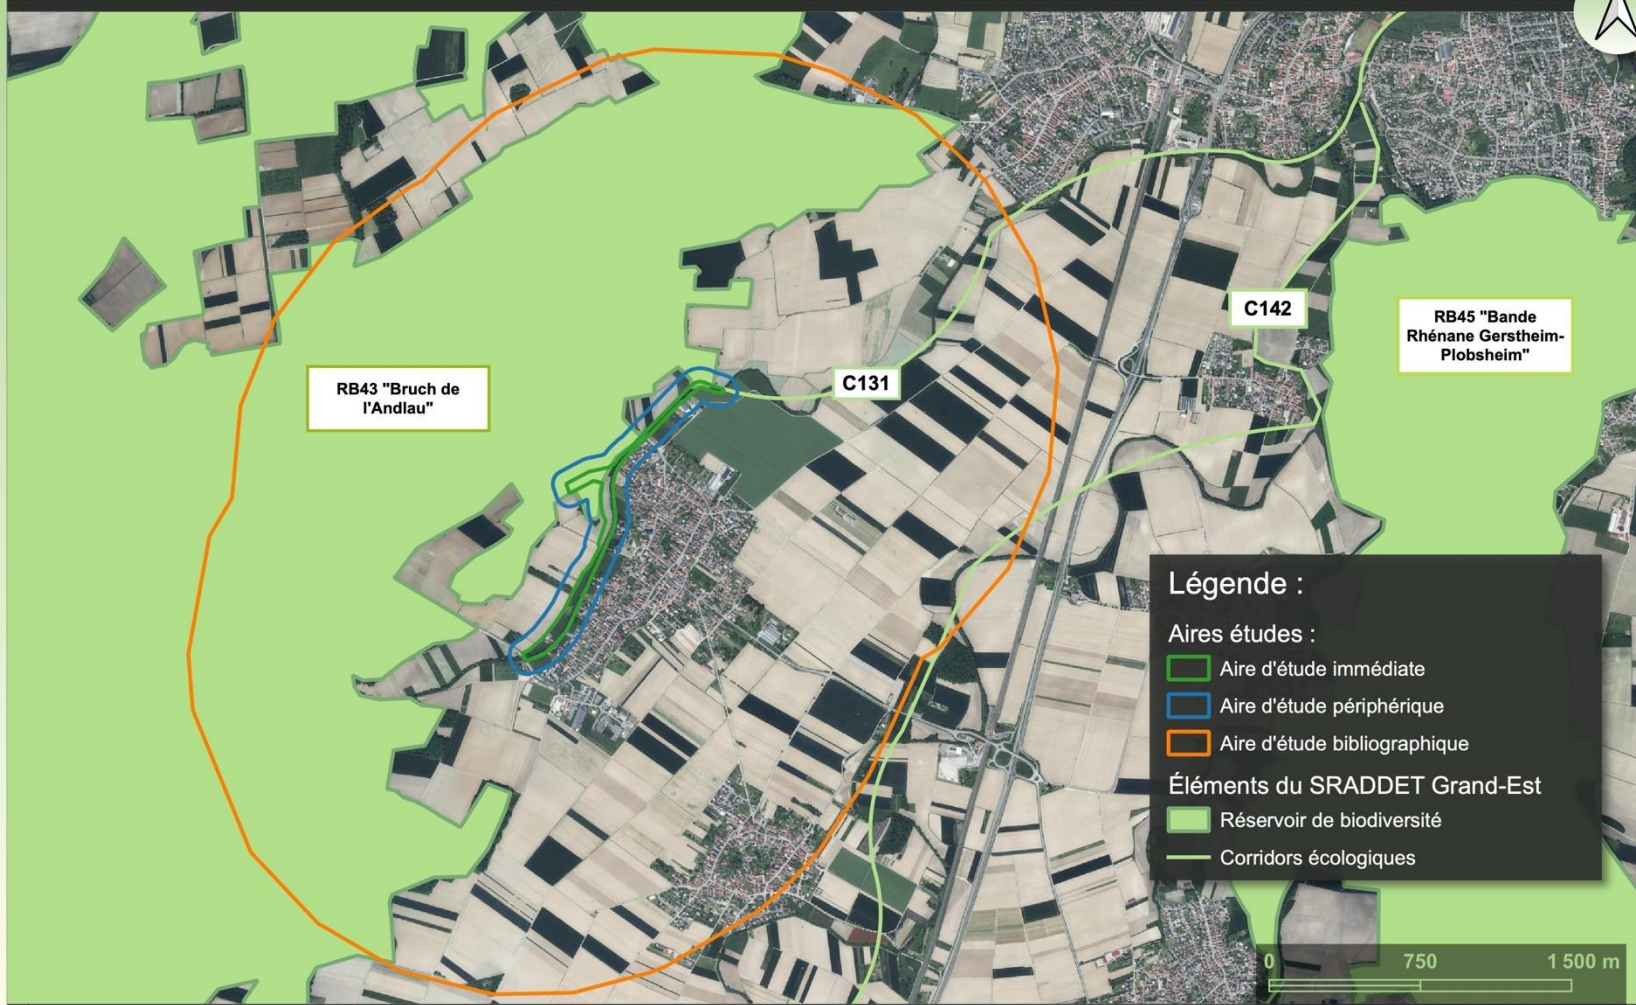 C142
RB45 "Bande
Rhénane Gerstheim-
Plobsheim"
RB43 "Bruch de
l'Andlau"
C131
Légende :
Aires études :
Aire d'étude immédiate
Aire d'étude périphérique
Aire d'étude bibliographique
Éléments du SRADDET Grand-Est
Réservoir de biodiversité
Corridors écologiques
0 750 1 500 m